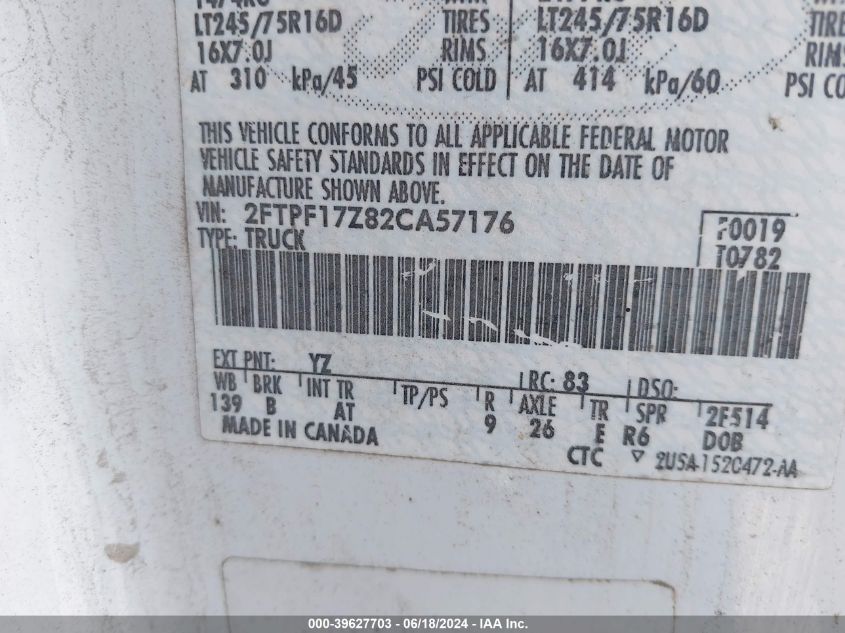 LT245/75R16D TIRES LT245/75R16D TIRE
16X7.0J RIMS 16X7.0J RIMS
AT 310 kPa/45 PSI COLD AT 414 kPa/60 PSI CO
THIS VEHICLE CONFORMS TO ALL APPLICABLE FEDERAL MOTOR
VEHICLE SAFETY STANDARDS IN EFFECT ON THE DATE OF
MANUFACTURE SHOWN ABOVE.
VIN: 2FTPF17Z82CA57176 F0019
TYPE: TRUCK T0782
EXT PNT: YZ RC: 83 DSO:
WB BRK INT TR TP/PS R AXLE TR SPR 2F514
139 B AT 9 26 E R6 DOB
MADE IN CANADA CTC ▽ 2USA-1520472-AA
000-39627703 - 06/18/2024 - IAA Inc.